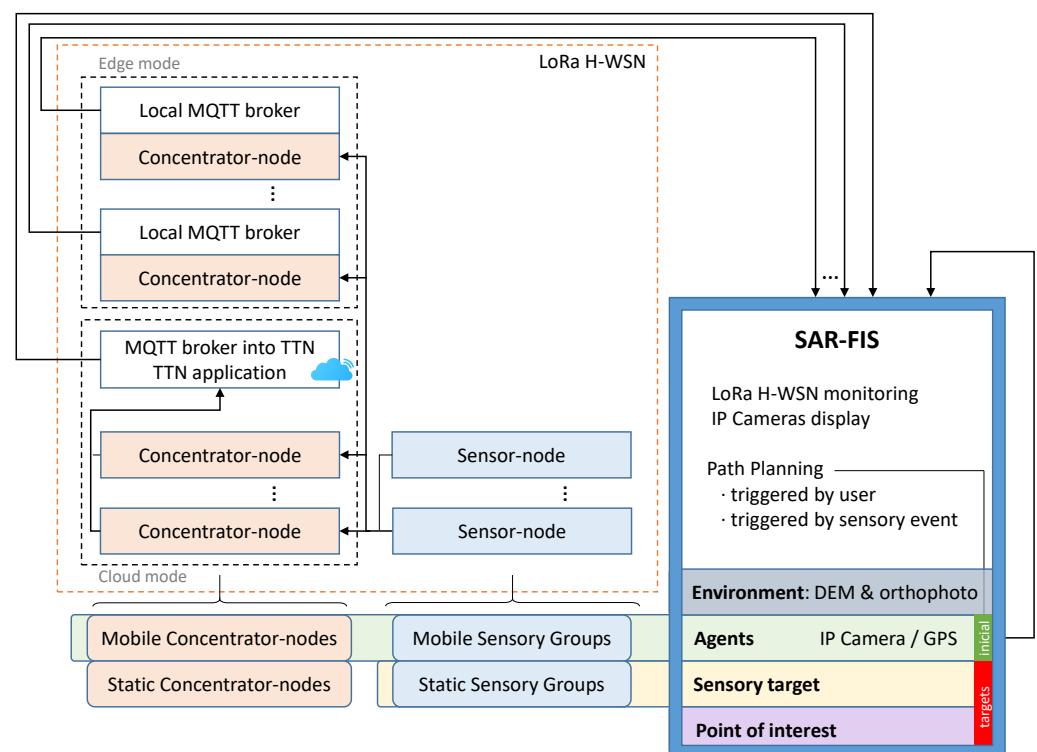 LoRa H-WSN
Edge mode
Local MQTT broker
Concentrator-node
...
Local MQTT broker
Concentrator-node
MQTT broker into TTN
TTN application
Concentrator-node
...
Concentrator-node
Cloud mode
Sensor-node
...
Sensor-node
...
SAR-FIS
LoRa H-WSN monitoring
IP Cameras display
Path Planning
· triggered by user
· triggered by sensory event
Environment: DEM & orthophoto
Mobile Concentrator-nodes
Mobile Sensory Groups
Agents
IP Camera / GPS
inicial
Static Concentrator-nodes
Static Sensory Groups
Sensory target
targets
Point of interest